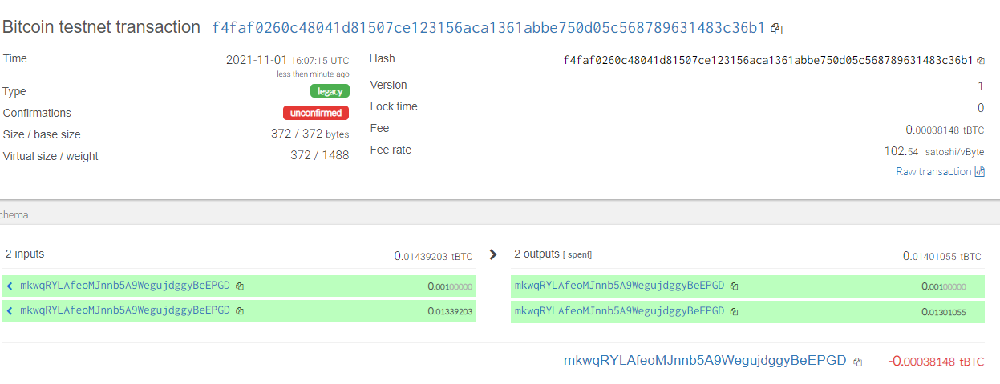 Bitcoin testnet transaction f4faf0260c48041d81507ce123156aca1361abbe750d05c568789631483c36b1
Time 2021-11-01 16:07:15 UTC
less then minute ago
Type legacy
Confirmations unconfirmed
Size / base size 372 / 372 bytes
Virtual size / weight 372 / 1488
Hash f4faf0260c48041d81507ce123156aca1361abbe750d05c568789631483c36b1
Version 1
Lock time 0
Fee 0.00038148 tBTC
Fee rate 102.54 satoshi/vByte
Raw transaction
chema
2 inputs 0.01439203 tBTC
mkwqRYLAfeoMJnnb5A9WegujdggyBeEPGD 0.00100000
mkwqRYLAfeoMJnnb5A9WegujdggyBeEPGD 0.01339203
2 outputs [ spent] 0.01401055 tBTC
mkwqRYLAfeoMJnnb5A9WegujdggyBeEPGD 0.00100000
mkwqRYLAfeoMJnnb5A9WegujdggyBeEPGD 0.01301055
mkwqRYLAfeoMJnnb5A9WegujdggyBeEPGD -0.00038148 tBTC